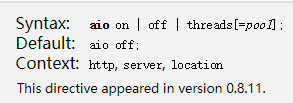 Syntax: aio on | off | threads[=pool];
Default: aio off;
Context: http, server, location
This directive appeared in version 0.8.11.